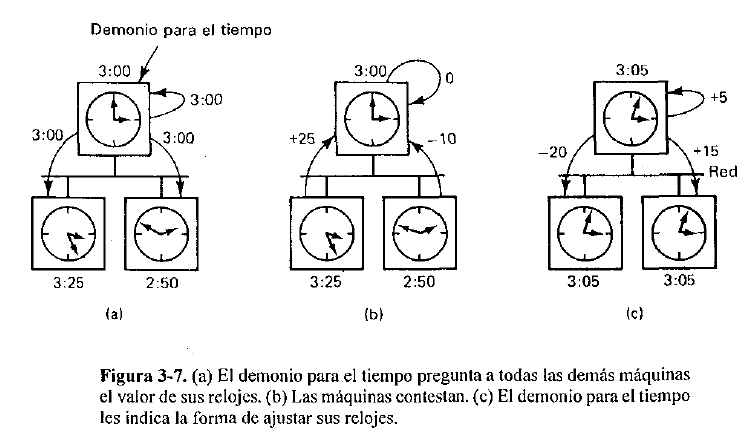 Demonio para el tiempo
3:00
3:00
3:00
3:00
3:25
2:50
(a)
3:00
0
+25
−10
3:25
2:50
(b)
3:05
+5
−20
+15
Red
3:05
3:05
(c)
Figura 3-7. (a) El demonio para el tiempo pregunta a todas las demás máquinas
el valor de sus relojes. (b) Las máquinas contestan. (c) El demonio para el tiempo
les indica la forma de ajustar sus relojes.